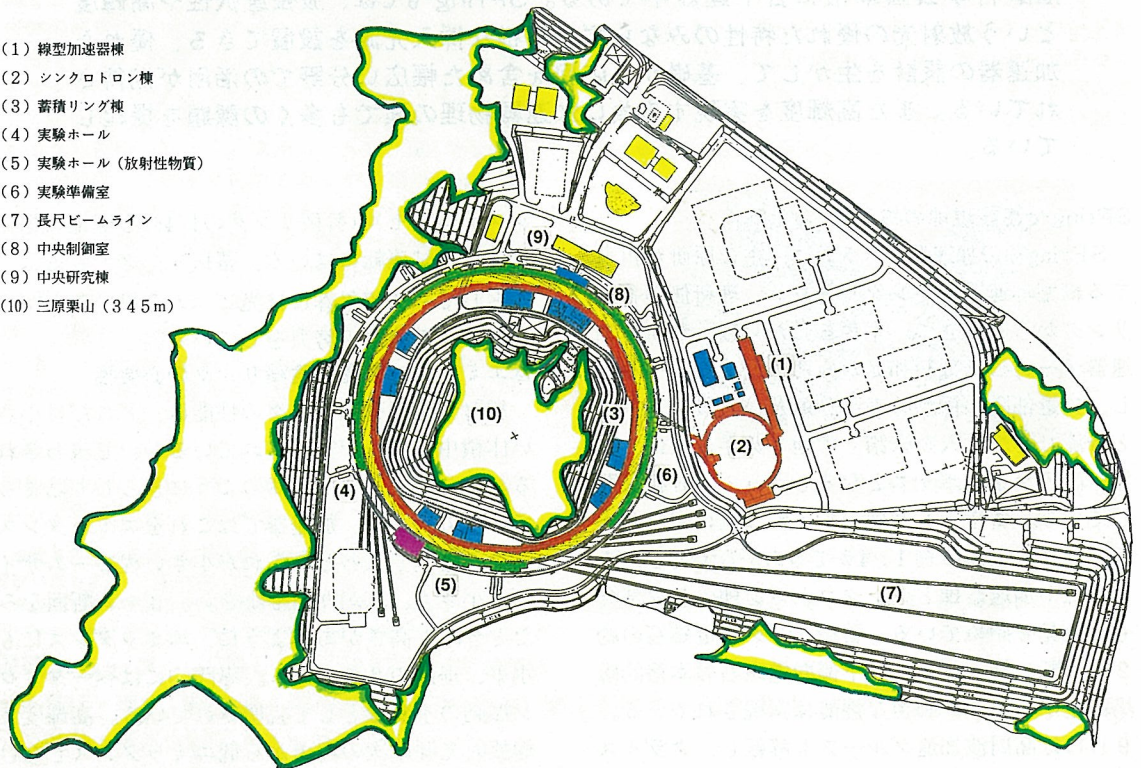 (1) 線型加速器棟
(2) シンクロトロン棟
(3) 蓄積リング棟
(4) 実験ホール
(5) 実験ホール（放射性物質）
(6) 実験準備室
(7) 長尺ビームライン
(8) 中央制御室
(9) 中央研究棟
(10) 三原栗山（３４５ｍ）
(9)
(8)
(1)
(10)
(3)
(2)
(6)
(4)
(5)
(7)